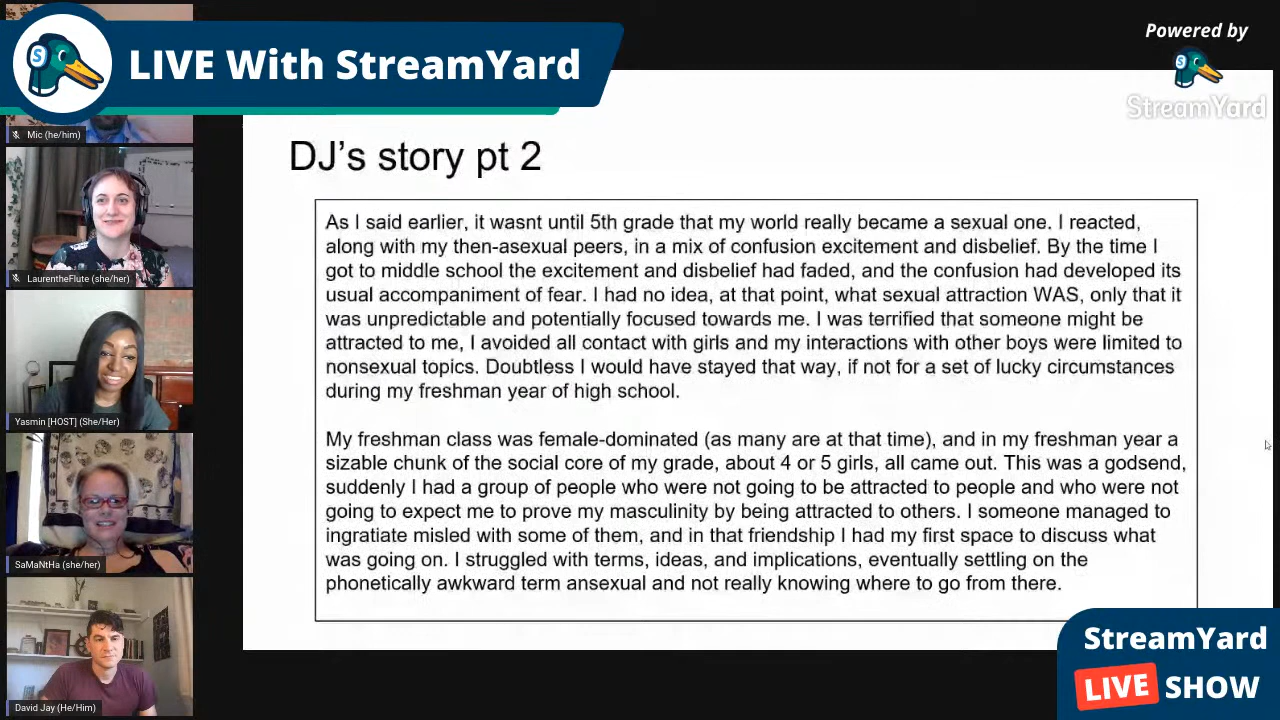 LIVE With StreamYard
Powered by
StreamYard
Mic (he/him)
LaurentheFlute (she/her)
Yasmin [HOST] (She/Her)
SaMaNtHa (she/her)
David Jay (He/Him)
DJ's story pt 2
As I said earlier, it wasnt until 5th grade that my world really became a sexual one. I reacted,
along with my then-asexual peers, in a mix of confusion excitement and disbelief. By the time I
got to middle school the excitement and disbelief had faded, and the confusion had developed its
usual accompaniment of fear. I had no idea, at that point, what sexual attraction WAS, only that it
was unpredictable and potentially focused towards me. I was terrified that someone might be
attracted to me, I avoided all contact with girls and my interactions with other boys were limited to
nonsexual topics. Doubtless I would have stayed that way, if not for a set of lucky circumstances
during my freshman year of high school.
My freshman class was female-dominated (as many are at that time), and in my freshman year a
sizable chunk of the social core of my grade, about 4 or 5 girls, all came out. This was a godsend,
suddenly I had a group of people who were not going to be attracted to people and who were not
going to expect me to prove my masculinity by being attracted to others. I someone managed to
ingratiate misled with some of them, and in that friendship I had my first space to discuss what
was going on. I struggled with terms, ideas, and implications, eventually settling on the
phonetically awkward term ansexual and not really knowing where to go from there.
StreamYard
LIVE SHOW